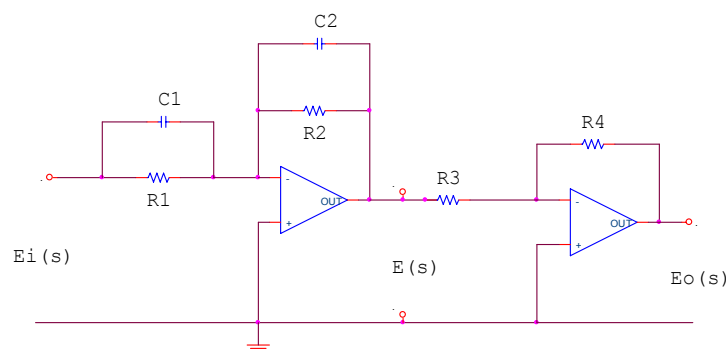 C2
C1
R2
R4
R1
-
+
OUT
R3
-
+
OUT
Ei(s)
E(s)
Eo(s)